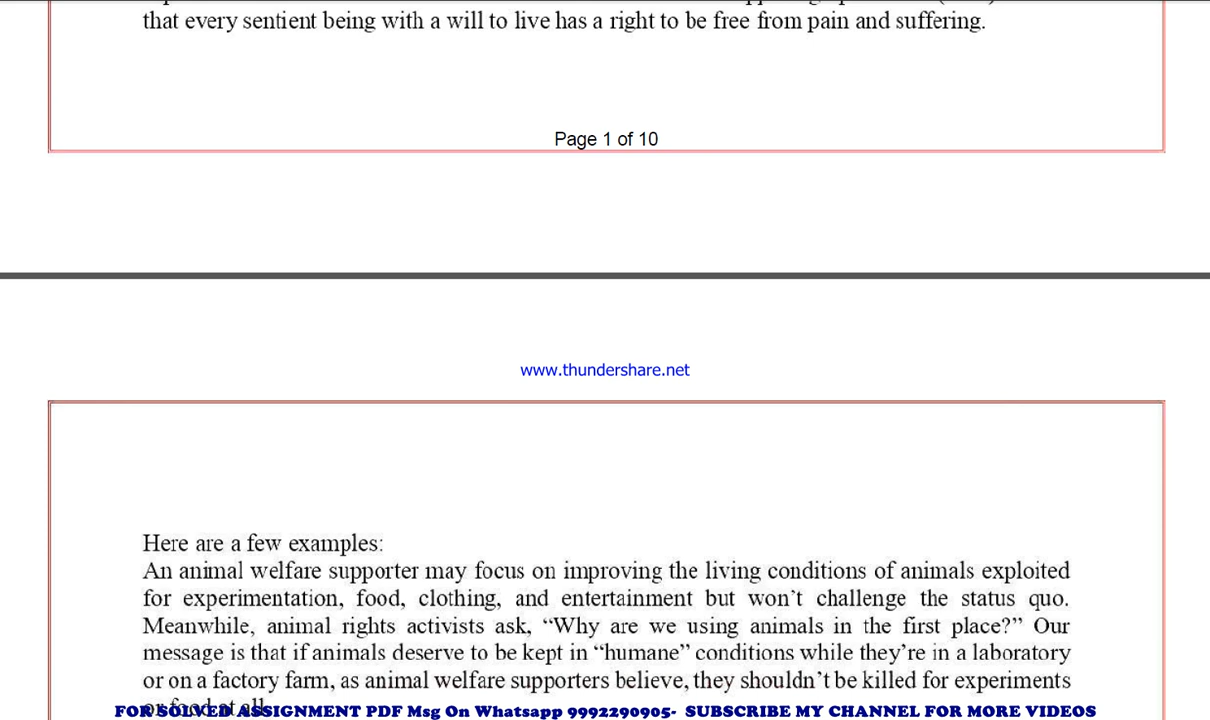 that every sentient being with a will to live has a right to be free from pain and suffering.
Page 1 of 10
www.thundershare.net
Here are a few examples:
An animal welfare supporter may focus on improving the living conditions of animals exploited
for experimentation, food, clothing, and entertainment but won’t challenge the status quo.
Meanwhile, animal rights activists ask, “Why are we using animals in the first place?” Our
message is that if animals deserve to be kept in “humane” conditions while they’re in a laboratory
or on a factory farm, as animal welfare supporters believe, they shouldn’t be killed for experiments
or food at all.
FOR SOLVED ASSIGNMENT PDF Msg On Whatsapp 9992290905- SUBSCRIBE MY CHANNEL FOR MORE VIDEOS